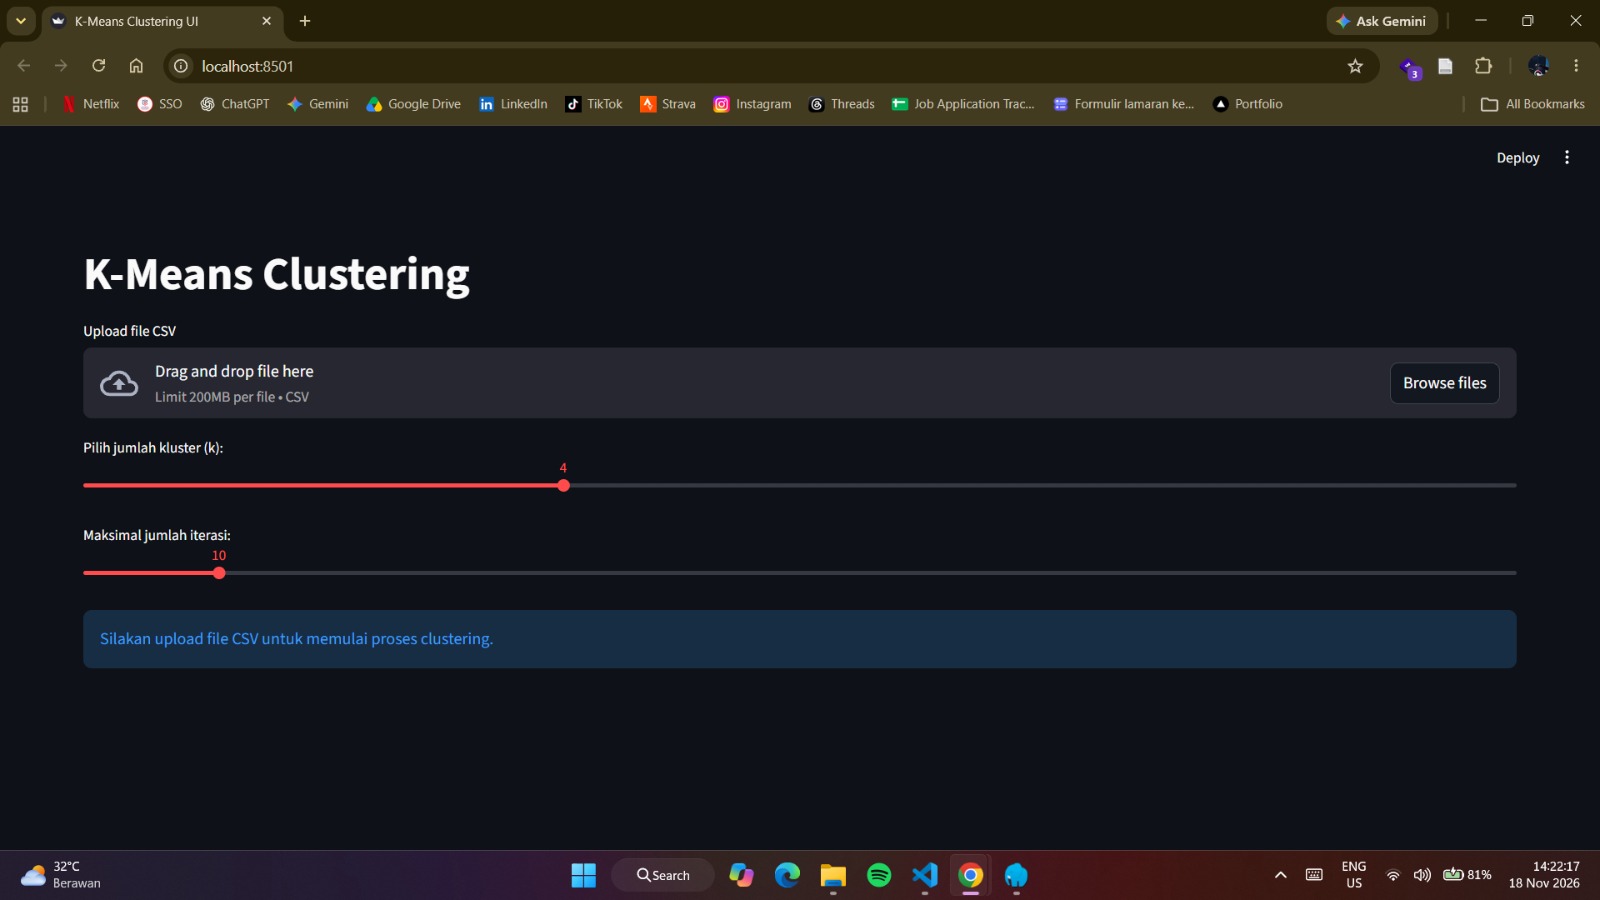 K-Means Clustering UI
Ask Gemini
localhost:8501
3
Netflix
SSO
ChatGPT
Gemini
Google Drive
LinkedIn
TikTok
Strava
Instagram
Threads
Job Application Trac...
Formulir lamaran ke...
Portfolio
All Bookmarks
Deploy
K-Means Clustering
Upload file CSV
Drag and drop file here
Limit 200MB per file • CSV
Browse files
Pilih jumlah kluster (k):
4
Maksimal jumlah iterasi:
10
Silakan upload file CSV untuk memulai proses clustering.
32°C
Berawan
Search
ENG
US
81%
14:22:17
18 Nov 2026